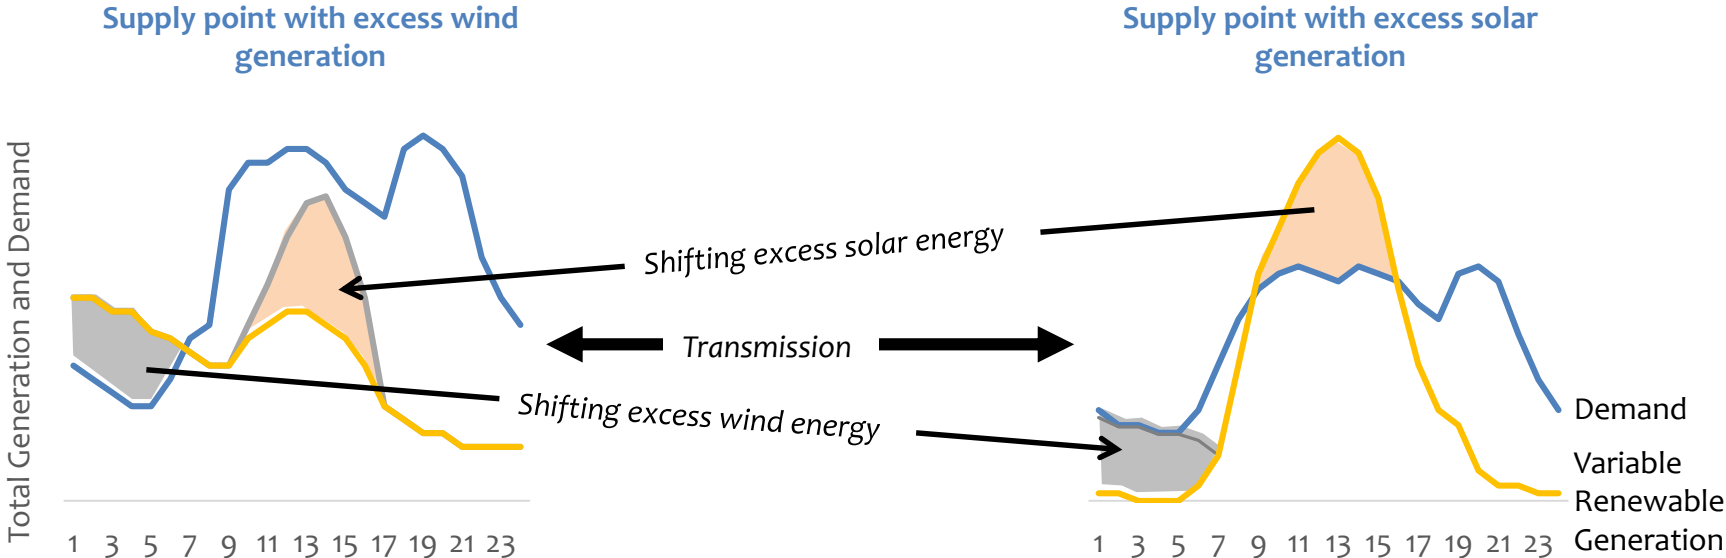 Supply point with excess wind
generation
Supply point with excess solar
generation
Total Generation and Demand
Shifting excess solar energy
Transmission
Shifting excess wind energy
Demand
Variable
Renewable
Generation
1 3 5 7 9 11 13 15 17 19 21 23
1 3 5 7 9 11 13 15 17 19 21 23